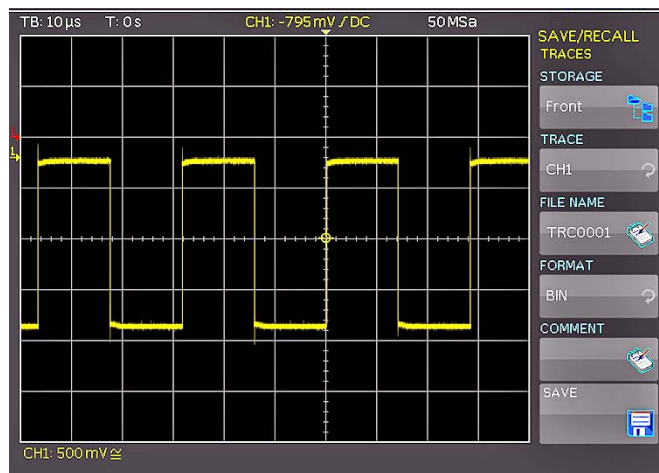 TB: 10 µs T: 0 s CH1: -795 mV ⎍ DC 50 MSa
SAVE/RECALL
TRACES
STORAGE
Front
TRACE
CH1
FILE NAME
TRC0001
FORMAT
BIN
COMMENT
SAVE
1
CH1: 500 mV ≅